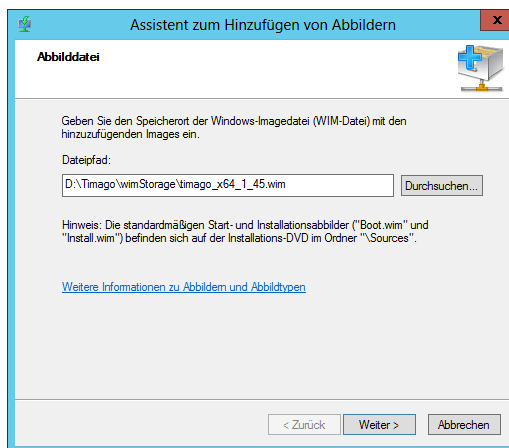 Assistent zum Hinzufügen von Abbildern
x
Abbilddatei
Geben Sie den Speicherort der Windows-Imagedatei (WIM-Datei) mit den
hinzuzufügenden Images ein.
Dateipfad:
D:\Timago\wimStorage\timago_x64_1_45.wim
Durchsuchen...
Hinweis: Die standardmäßigen Start- und Installationsabbilder ("Boot.wim" und
"Install.wim") befinden sich auf der Installations-DVD im Ordner "\Sources".
Weitere Informationen zu Abbildern und Abbildtypen
< Zurück
Weiter >
Abbrechen